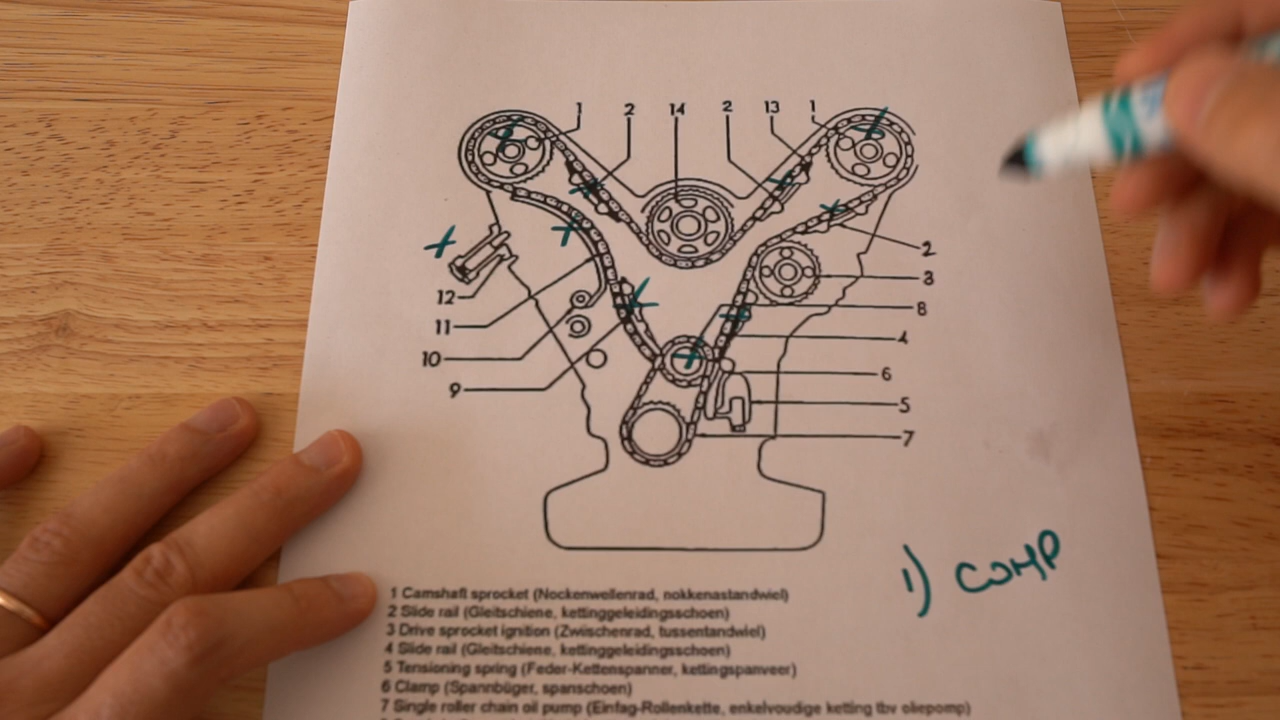 1 2 14 2 13 1
2
3
12
8
11
4
10
6
9
5
7
1) COMP
1 Camshaft sprocket (Nockenwellenrad, nokkenastandwiel)
2 Slide rail (Gleitschiene, kettinggeleidingsschoen)
3 Drive sprocket ignition (Zwischenrad, tussentandwiel)
4 Slide rail (Gleitschiene, kettinggeleidingsschoen)
5 Tensioning spring (Feder-Kettenspanner, kettingspanveer)
6 Clamp (Spannbüger, spanschoen)
7 Single roller chain oil pump (Einfag-Rollenkette, enkelvoudige ketting tbv oliepomp)